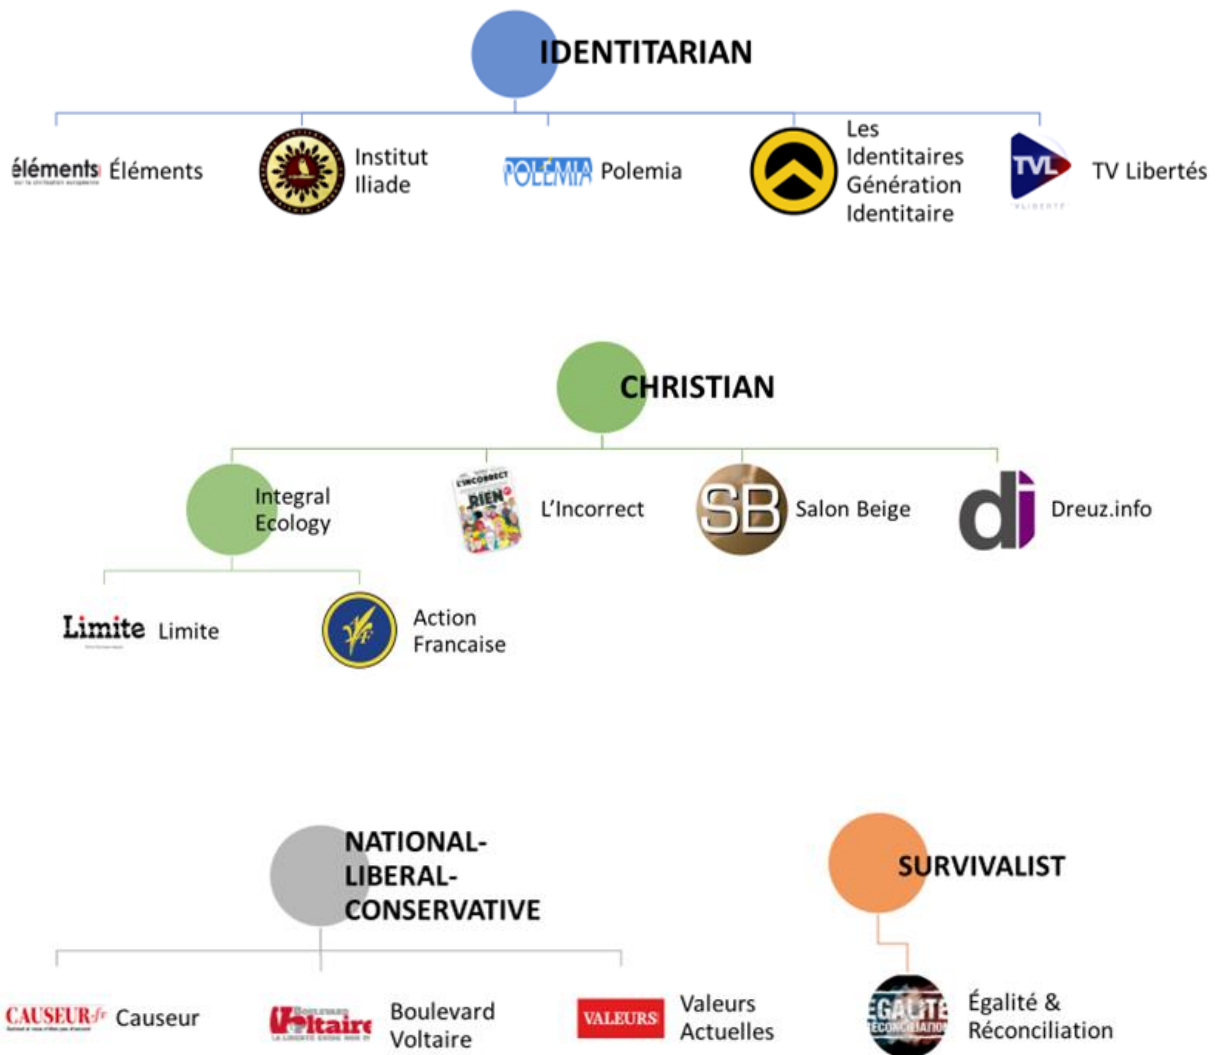 IDENTITARIAN
éléments
Éléments
Institut
Iliade
POLÉMIA
Polemia
Les
Identitaires
Génération
Identitaire
TVL
TV Libertés
CHRISTIAN
Integral
Ecology
L'INCORRECT
RIEN
L'Incorrect
SB
Salon Beige
di
Dreuz.info
Limite
Limite
Action
Francaise
NATIONAL-
LIBERAL-
CONSERVATIVE
SURVIVALIST
CAUSEUR.fr
Causeur
BOULEVARD
Voltaire
Boulevard
Voltaire
VALEURS
Valeurs
Actuelles
EGALITE
RÉCONCILIATION
Égalité &
Réconciliation